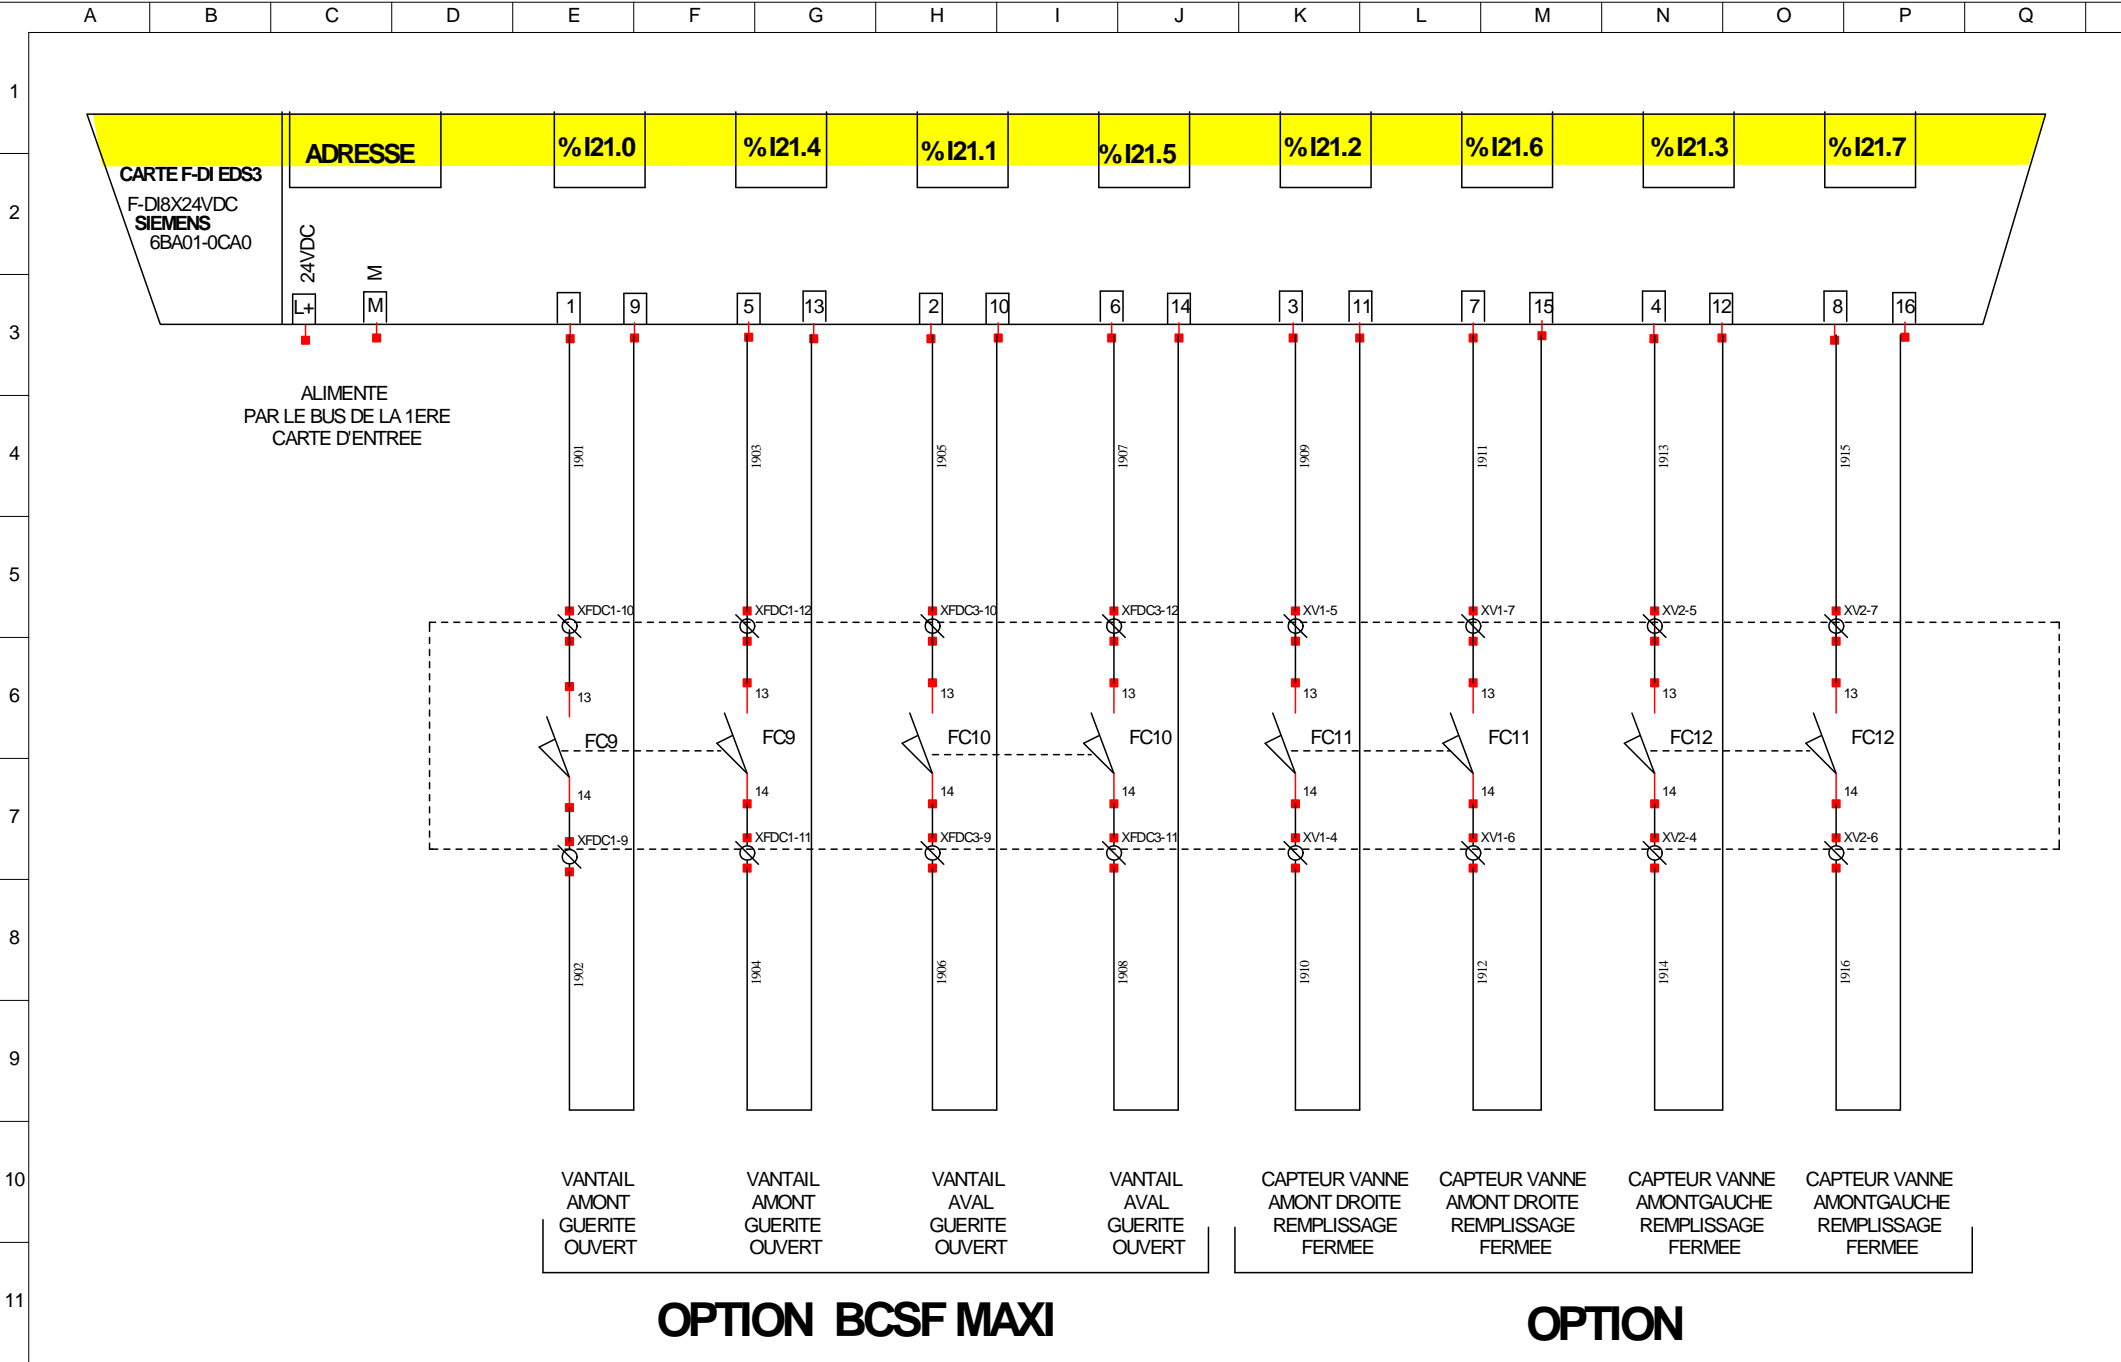 A B C D E F G H I J K L M N O P Q
1
ADRESSE %I21.0 %I21.4 %I21.1 %I21.5 %I21.2 %I21.6 %I21.3 %I21.7
CARTE F-DI EDS3
F-DI8X24VDC
SIEMENS
6BA01-0CA0
2
24VDC M
L+ M 1 9 5 13 2 10 6 14 3 11 7 15 4 12 8 16
3
ALIMENTE
PAR LE BUS DE LA 1ERE
CARTE D'ENTREE
4
1901 1903 1905 1907 1909 1911 1913 1915
5
XFDC1-10 XFDC1-12 XFDC3-10 XFDC3-12 XV1-5 XV1-7 XV2-5 XV2-7
6
13 13 13 13 13 13 13 13
FC9 FC9 FC10 FC10 FC11 FC11 FC12 FC12
14 14 14 14 14 14 14 14
7
XFDC1-9 XFDC1-11 XFDC3-9 XFDC3-11 XV1-4 XV1-6 XV2-4 XV2-6
8
1902 1904 1906 1908 1910 1912 1914 1916
9
10
VANTAIL
AMONT
GUERITE
OUVERT
VANTAIL
AMONT
GUERITE
OUVERT
VANTAIL
AVAL
GUERITE
OUVERT
VANTAIL
AVAL
GUERITE
OUVERT
CAPTEUR VANNE
AMONT DROITE
REMPLISSAGE
FERMEE
CAPTEUR VANNE
AMONT DROITE
REMPLISSAGE
FERMEE
CAPTEUR VANNE
AMONTGAUCHE
REMPLISSAGE
FERMEE
CAPTEUR VANNE
AMONTGAUCHE
REMPLISSAGE
FERMEE
11
OPTION BCSF MAXI
OPTION